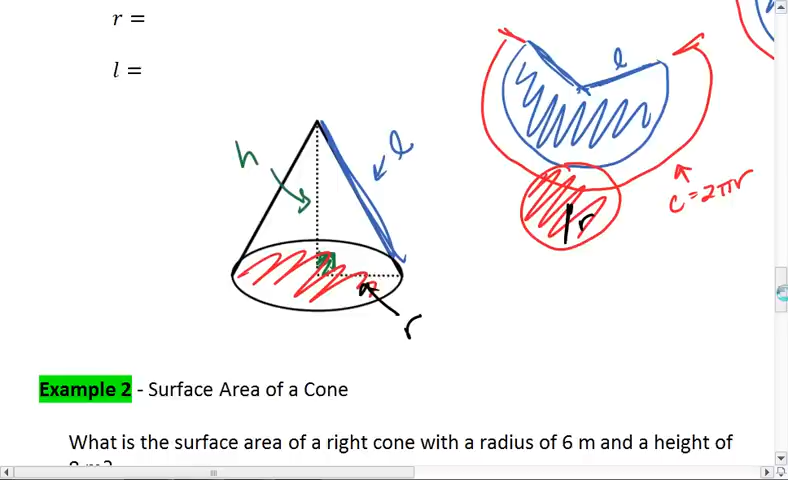 r =
l =
l
h
l
C = 2πr
r
r
Example 2 - Surface Area of a Cone
What is the surface area of a right cone with a radius of 6 m and a height of
8 m?